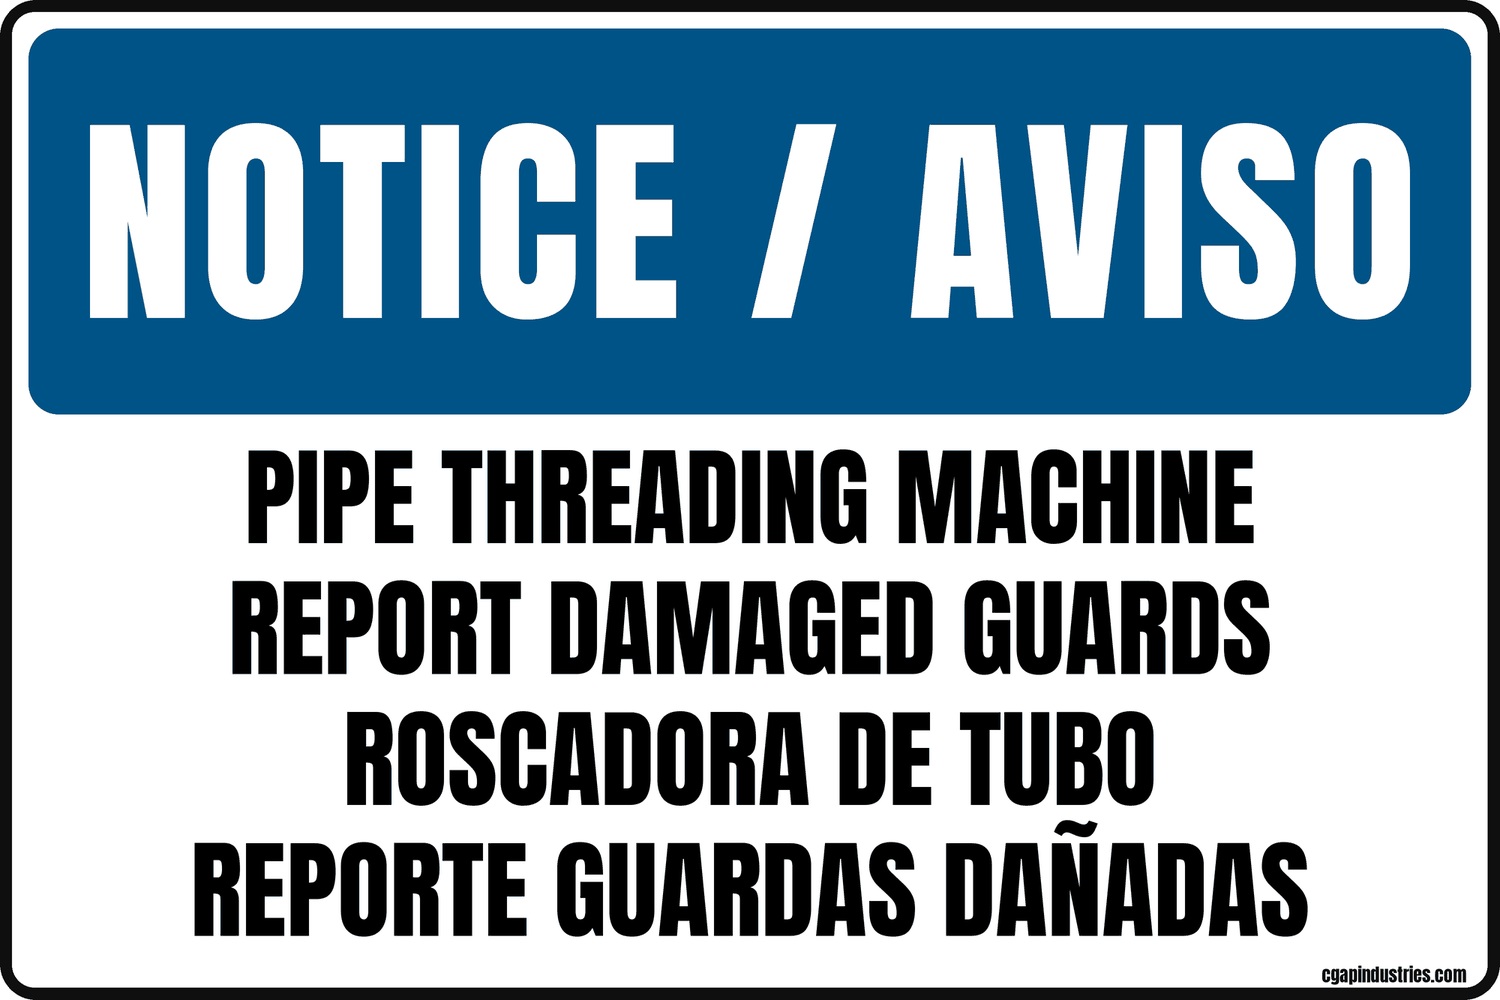 NOTICE / AVISO
PIPE THREADING MACHINE
REPORT DAMAGED GUARDS
ROSCADORA DE TUBO
REPORTE GUARDAS DAÑADAS
cgapindustries.com